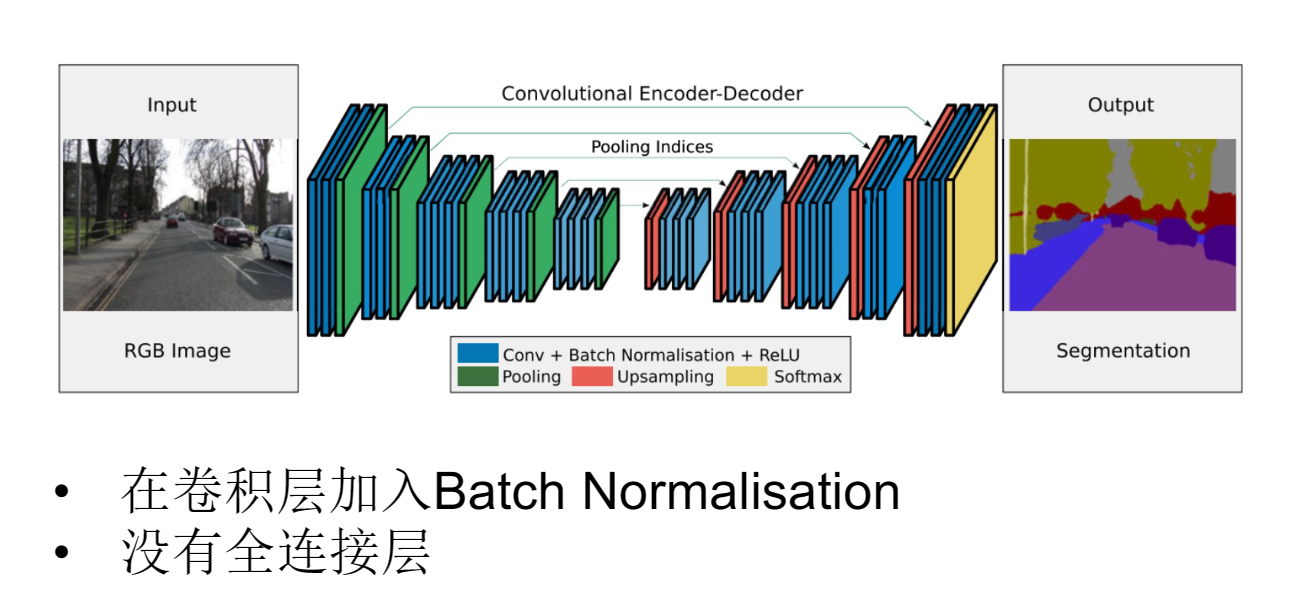 Input
RGB Image
Convolutional Encoder-Decoder
Pooling Indices
Conv + Batch Normalisation + ReLU
Pooling Upsampling Softmax
Output
Segmentation
• 在卷积层加入Batch Normalisation
• 没有全连接层